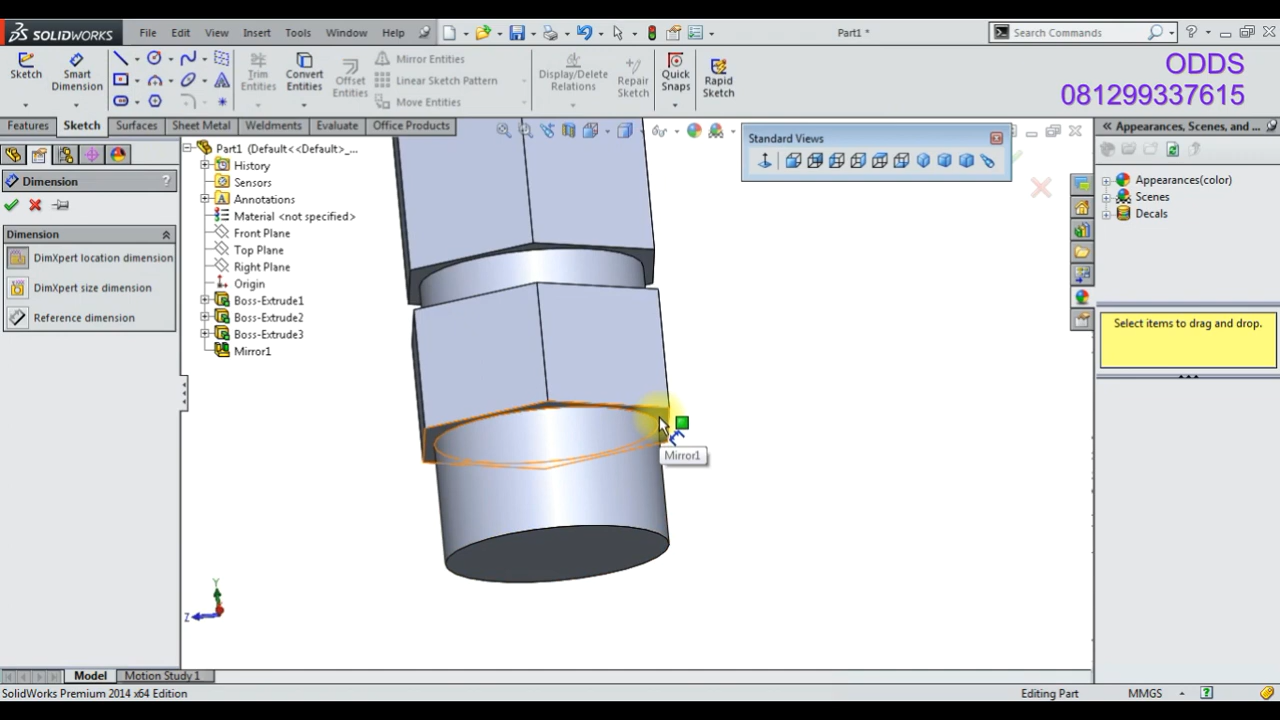 SOLIDWORKS
File
Edit
View
Insert
Tools
Window
Help
Part1 *
Search Commands
Sketch
Smart
Dimension
Trim
Entities
Convert
Entities
Offset
Entities
Mirror Entities
Linear Sketch Pattern
Move Entities
Display/Delete
Relations
Repair
Sketch
Quick
Snaps
Rapid
Sketch
ODDS
081299337615
Features
Sketch
Surfaces
Sheet Metal
Weldments
Evaluate
Office Products
Standard Views
Appearances, Scenes, and...
Dimension
?
Dimension
DimXpert location dimension
DimXpert size dimension
Reference dimension
Part1 (Default<<Default>_...
History
Sensors
Annotations
Material <not specified>
Front Plane
Top Plane
Right Plane
Origin
Boss-Extrude1
Boss-Extrude2
Boss-Extrude3
Mirror1
Appearances(color)
Scenes
Decals
Select items to drag and drop.
Mirror1
Y
Z
Model
Motion Study 1
SolidWorks Premium 2014 x64 Edition
Editing Part
MMGS
?